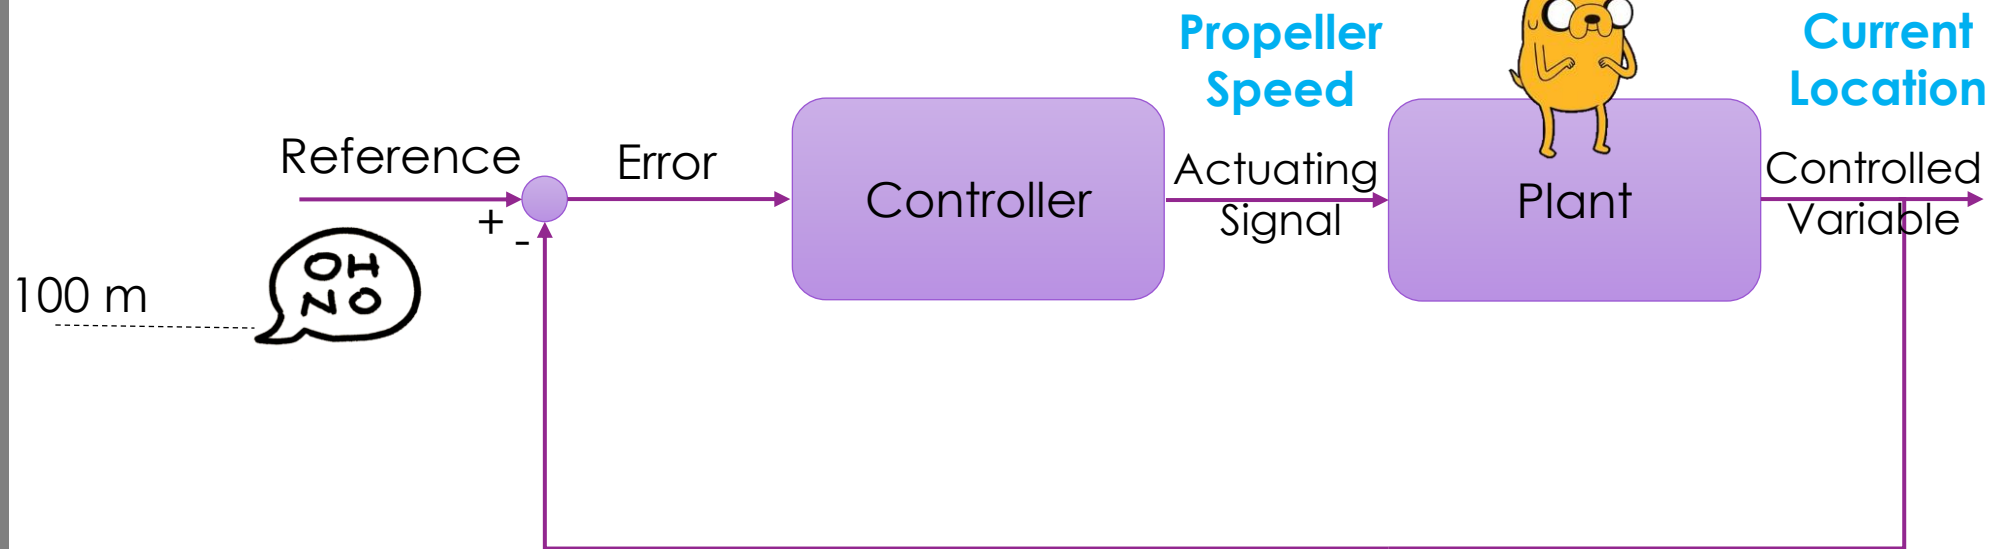 Propeller
Speed
Current
Location
Reference
Error
Controller
Actuating
Signal
Plant
Controlled
Variable
+
-
100 m
OH
NO